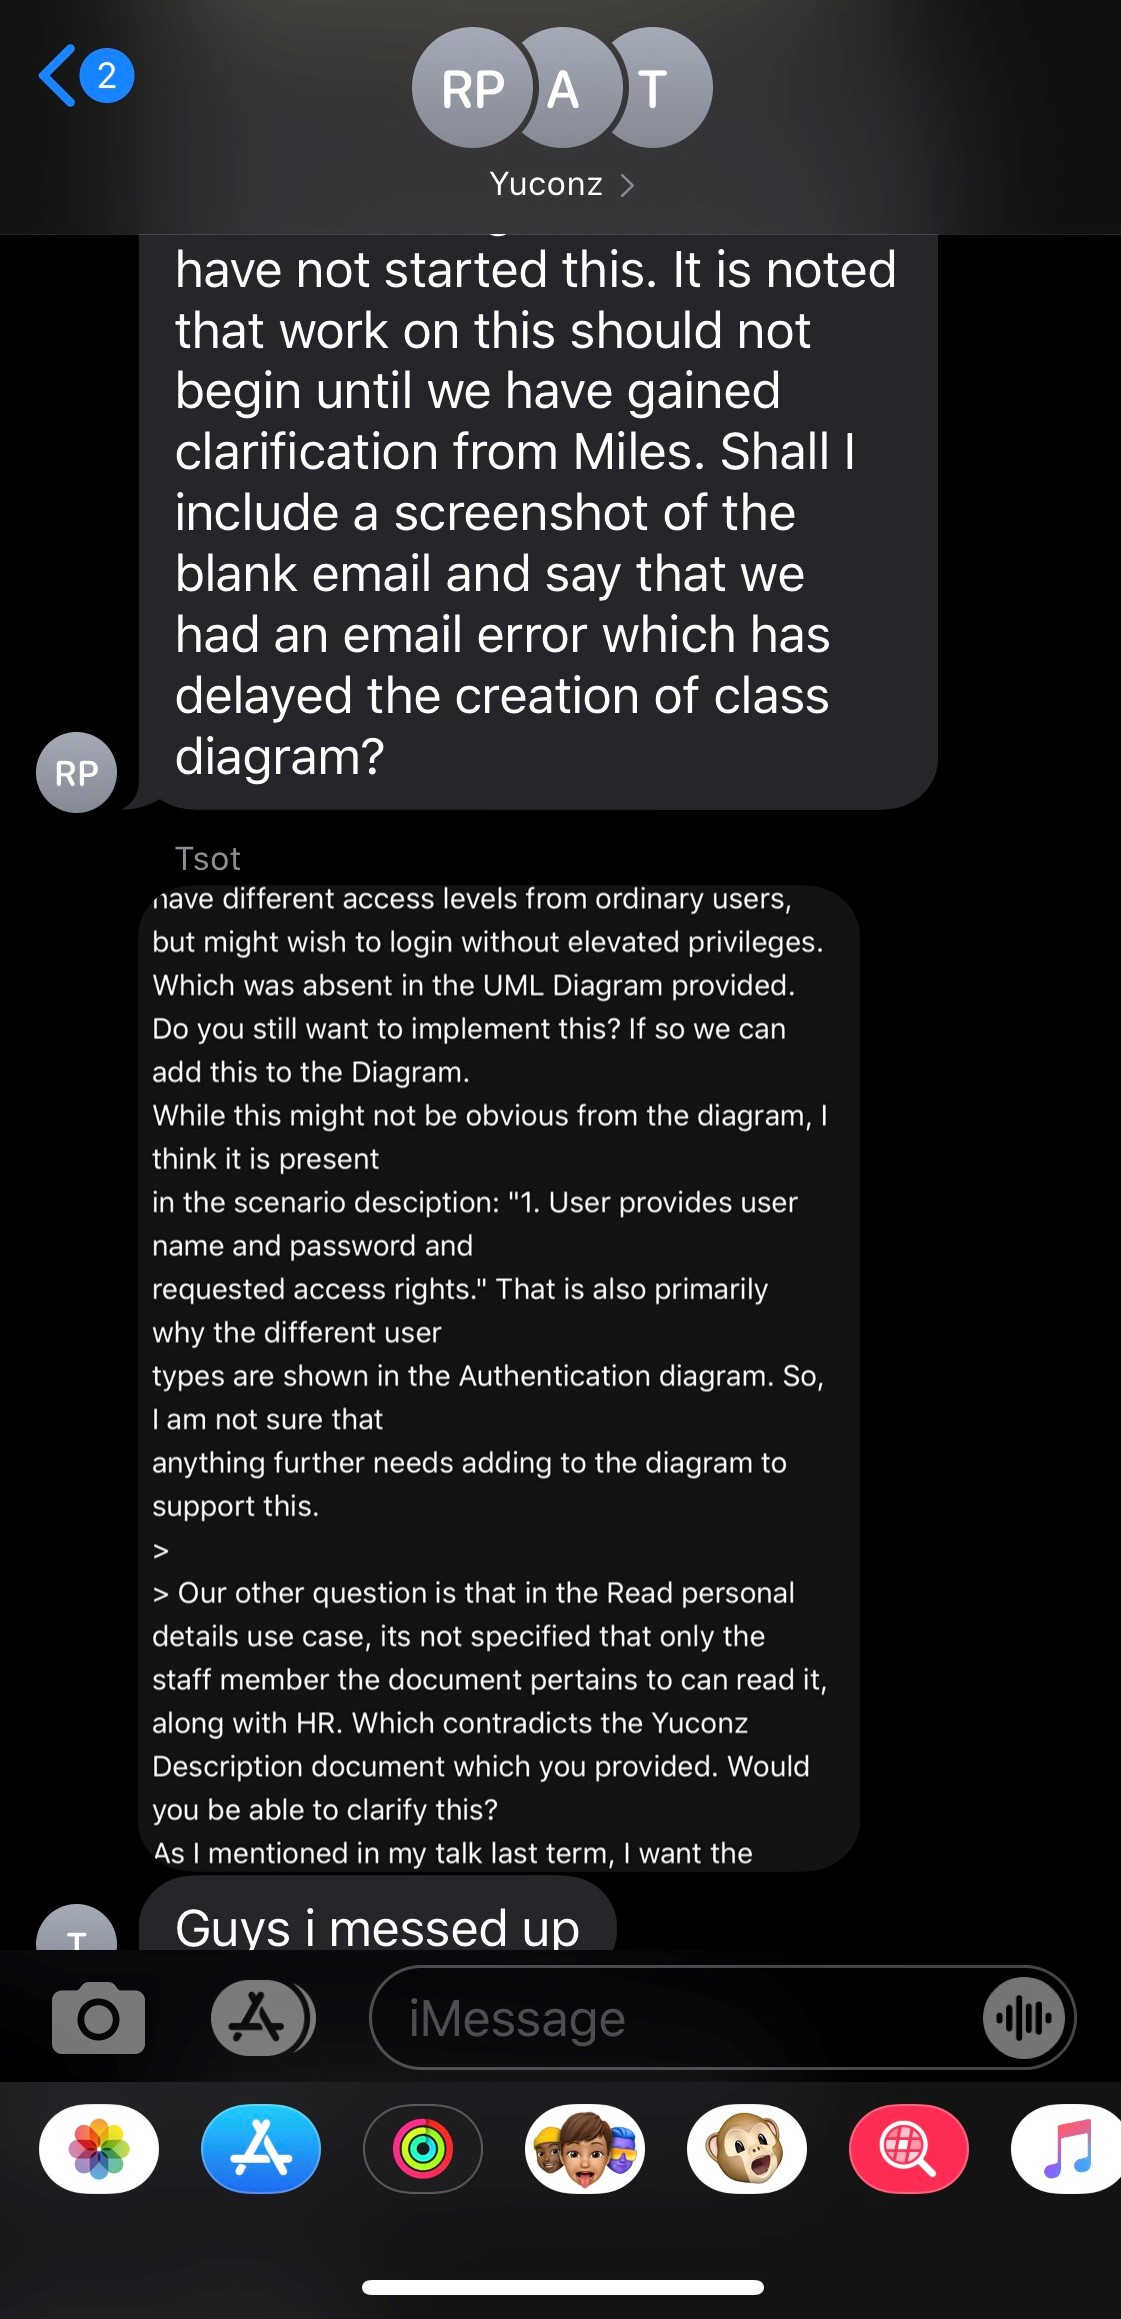 2
RP A T
Yuconz
have not started this. It is noted
that work on this should not
begin until we have gained
clarification from Miles. Shall I
include a screenshot of the
blank email and say that we
had an email error which has
delayed the creation of class
diagram?
RP
Tsot
have different access levels from ordinary users,
but might wish to login without elevated privileges.
Which was absent in the UML Diagram provided.
Do you still want to implement this? If so we can
add this to the Diagram.
While this might not be obvious from the diagram, I
think it is present
in the scenario desciption: "1. User provides user
name and password and
requested access rights." That is also primarily
why the different user
types are shown in the Authentication diagram. So,
I am not sure that
anything further needs adding to the diagram to
support this.
>
> Our other question is that in the Read personal
details use case, its not specified that only the
staff member the document pertains to can read it,
along with HR. Which contradicts the Yuconz
Description document which you provided. Would
you be able to clarify this?
As I mentioned in my talk last term, I want the
Guys i messed up
T
iMessage